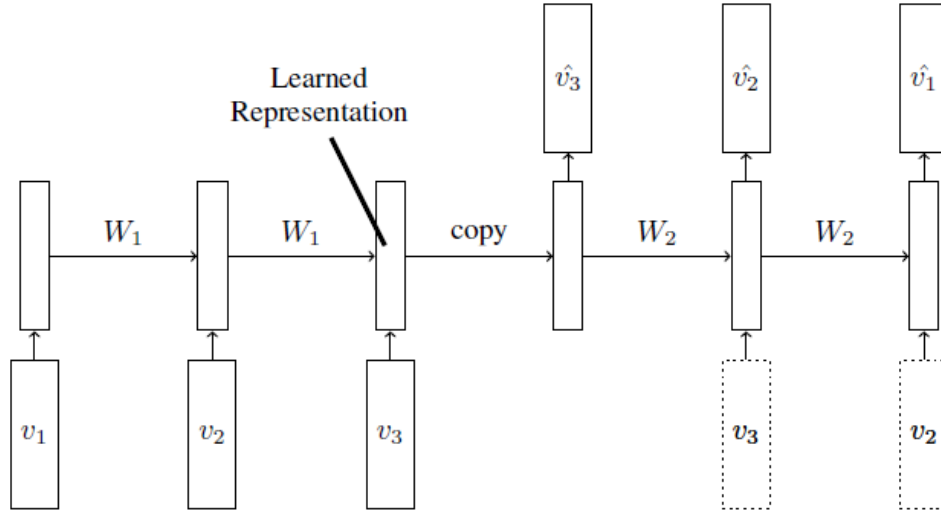 Learned
Representation
v̂₃
v̂₂
v̂₁
W₁
W₁
copy
W₂
W₂
v₁
v₂
v₃
v₃
v₂